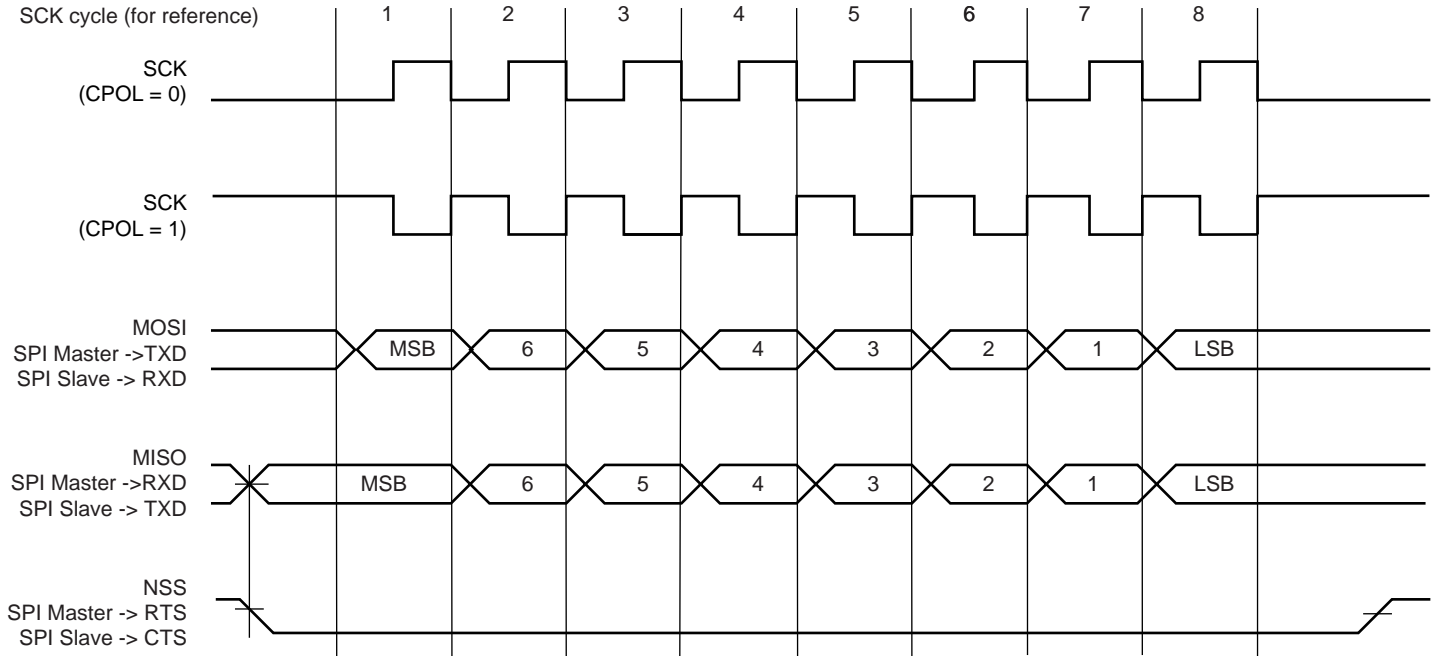 SCK cycle (for reference) 1 2 3 4 5 6 7 8
SCK
(CPOL = 0)
SCK
(CPOL = 1)
MOSI
SPI Master ->TXD
SPI Slave -> RXD
MSB 6 5 4 3 2 1 LSB
MISO
SPI Master ->RXD
SPI Slave -> TXD
MSB 6 5 4 3 2 1 LSB
NSS
SPI Master -> RTS
SPI Slave -> CTS